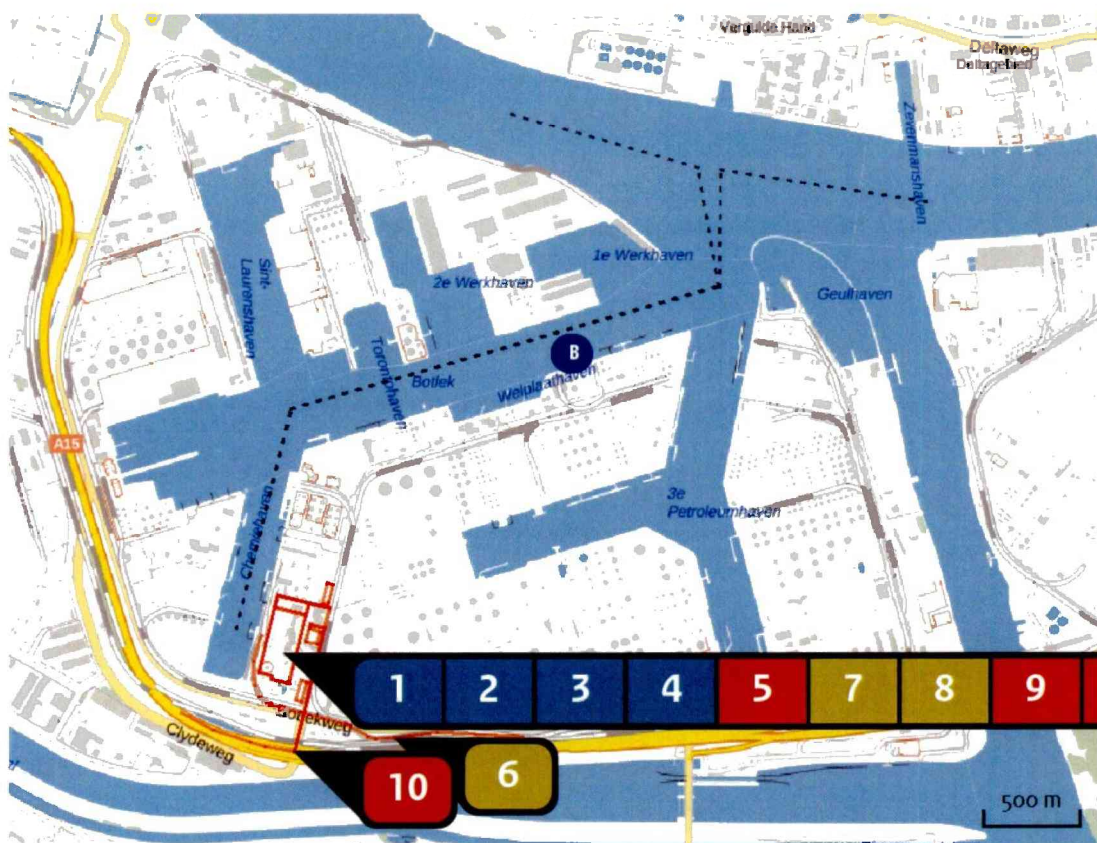 Vergulde Hand
Deltaweg
Deltagebied
Zevenmanshaven
1e Werkhaven
Sint-
Laurenshaven
2e Werkhaven
Geulhaven
B
Torontohaven
Botlek
Welplaathaven
A15
3e
Petroleumhaven
Chemiehaven
1 2 3 4 5 7 8 9
Botlekweg
Clydeweg
10 6
500 m